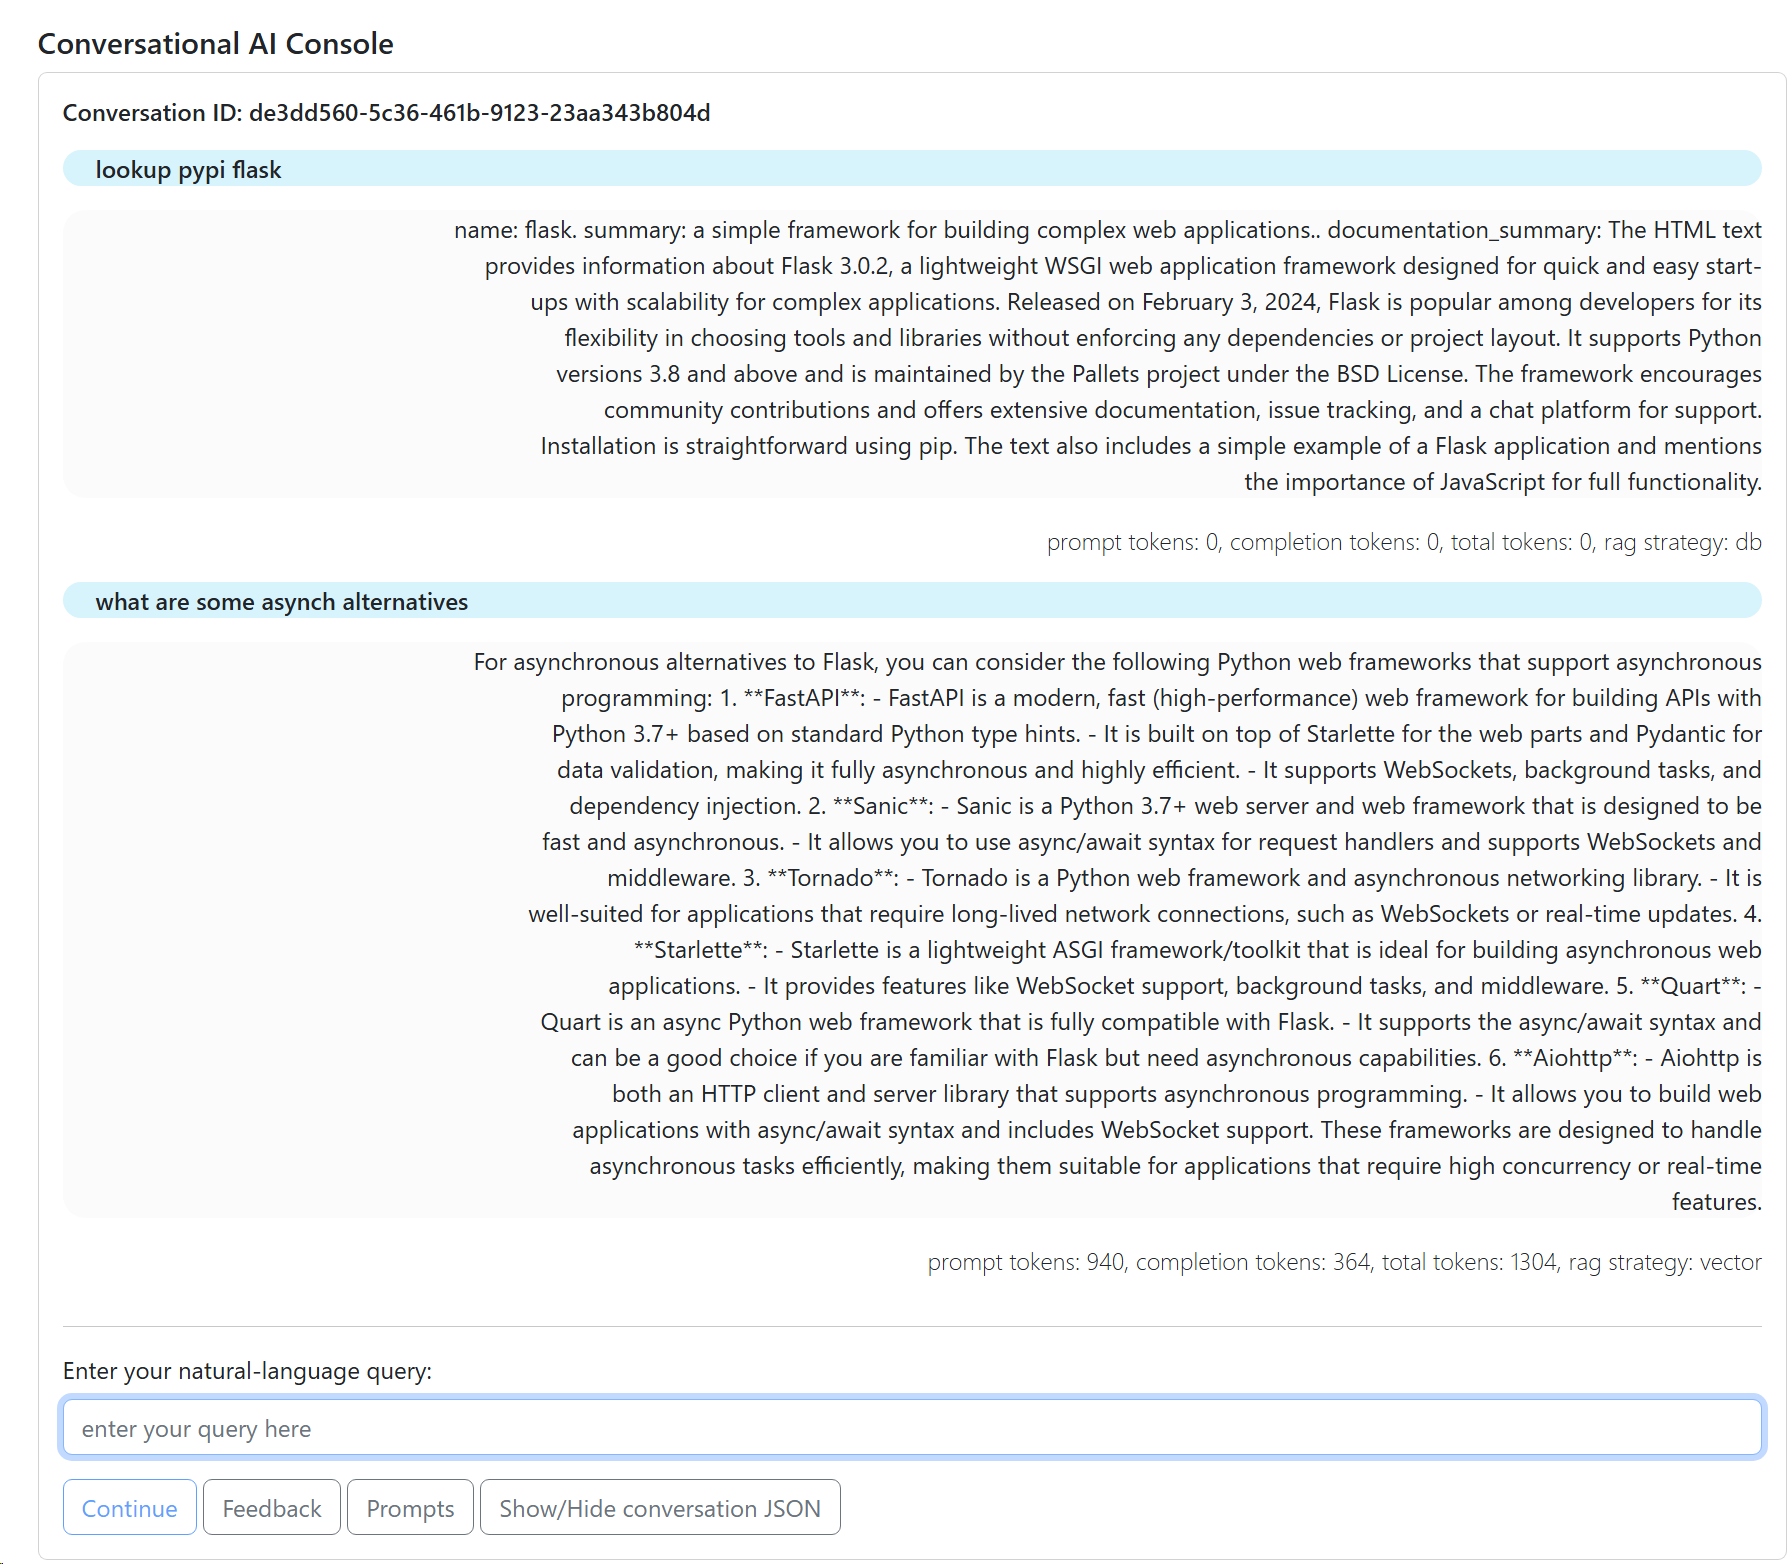 Conversational AI Console
Conversation ID: de3dd560-5c36-461b-9123-23aa343b804d
lookup pypi flask
name: flask. summary: a simple framework for building complex web applications.. documentation_summary: The HTML text
provides information about Flask 3.0.2, a lightweight WSGI web application framework designed for quick and easy start-
ups with scalability for complex applications. Released on February 3, 2024, Flask is popular among developers for its
flexibility in choosing tools and libraries without enforcing any dependencies or project layout. It supports Python
versions 3.8 and above and is maintained by the Pallets project under the BSD License. The framework encourages
community contributions and offers extensive documentation, issue tracking, and a chat platform for support.
Installation is straightforward using pip. The text also includes a simple example of a Flask application and mentions
the importance of JavaScript for full functionality.
prompt tokens: 0, completion tokens: 0, total tokens: 0, rag strategy: db
what are some asynch alternatives
For asynchronous alternatives to Flask, you can consider the following Python web frameworks that support asynchronous
programming: 1. **FastAPI**: - FastAPI is a modern, fast (high-performance) web framework for building APIs with
Python 3.7+ based on standard Python type hints. - It is built on top of Starlette for the web parts and Pydantic for
data validation, making it fully asynchronous and highly efficient. - It supports WebSockets, background tasks, and
dependency injection. 2. **Sanic**: - Sanic is a Python 3.7+ web server and web framework that is designed to be
fast and asynchronous. - It allows you to use async/await syntax for request handlers and supports WebSockets and
middleware. 3. **Tornado**: - Tornado is a Python web framework and asynchronous networking library. - It is
well-suited for applications that require long-lived network connections, such as WebSockets or real-time updates. 4.
**Starlette**: - Starlette is a lightweight ASGI framework/toolkit that is ideal for building asynchronous web
applications. - It provides features like WebSocket support, background tasks, and middleware. 5. **Quart**: -
Quart is an async Python web framework that is fully compatible with Flask. - It supports the async/await syntax and
can be a good choice if you are familiar with Flask but need asynchronous capabilities. 6. **Aiohttp**: - Aiohttp is
both an HTTP client and server library that supports asynchronous programming. - It allows you to build web
applications with async/await syntax and includes WebSocket support. These frameworks are designed to handle
asynchronous tasks efficiently, making them suitable for applications that require high concurrency or real-time
features.
prompt tokens: 940, completion tokens: 364, total tokens: 1304, rag strategy: vector
Enter your natural-language query:
enter your query here
Continue Feedback Prompts Show/Hide conversation JSON